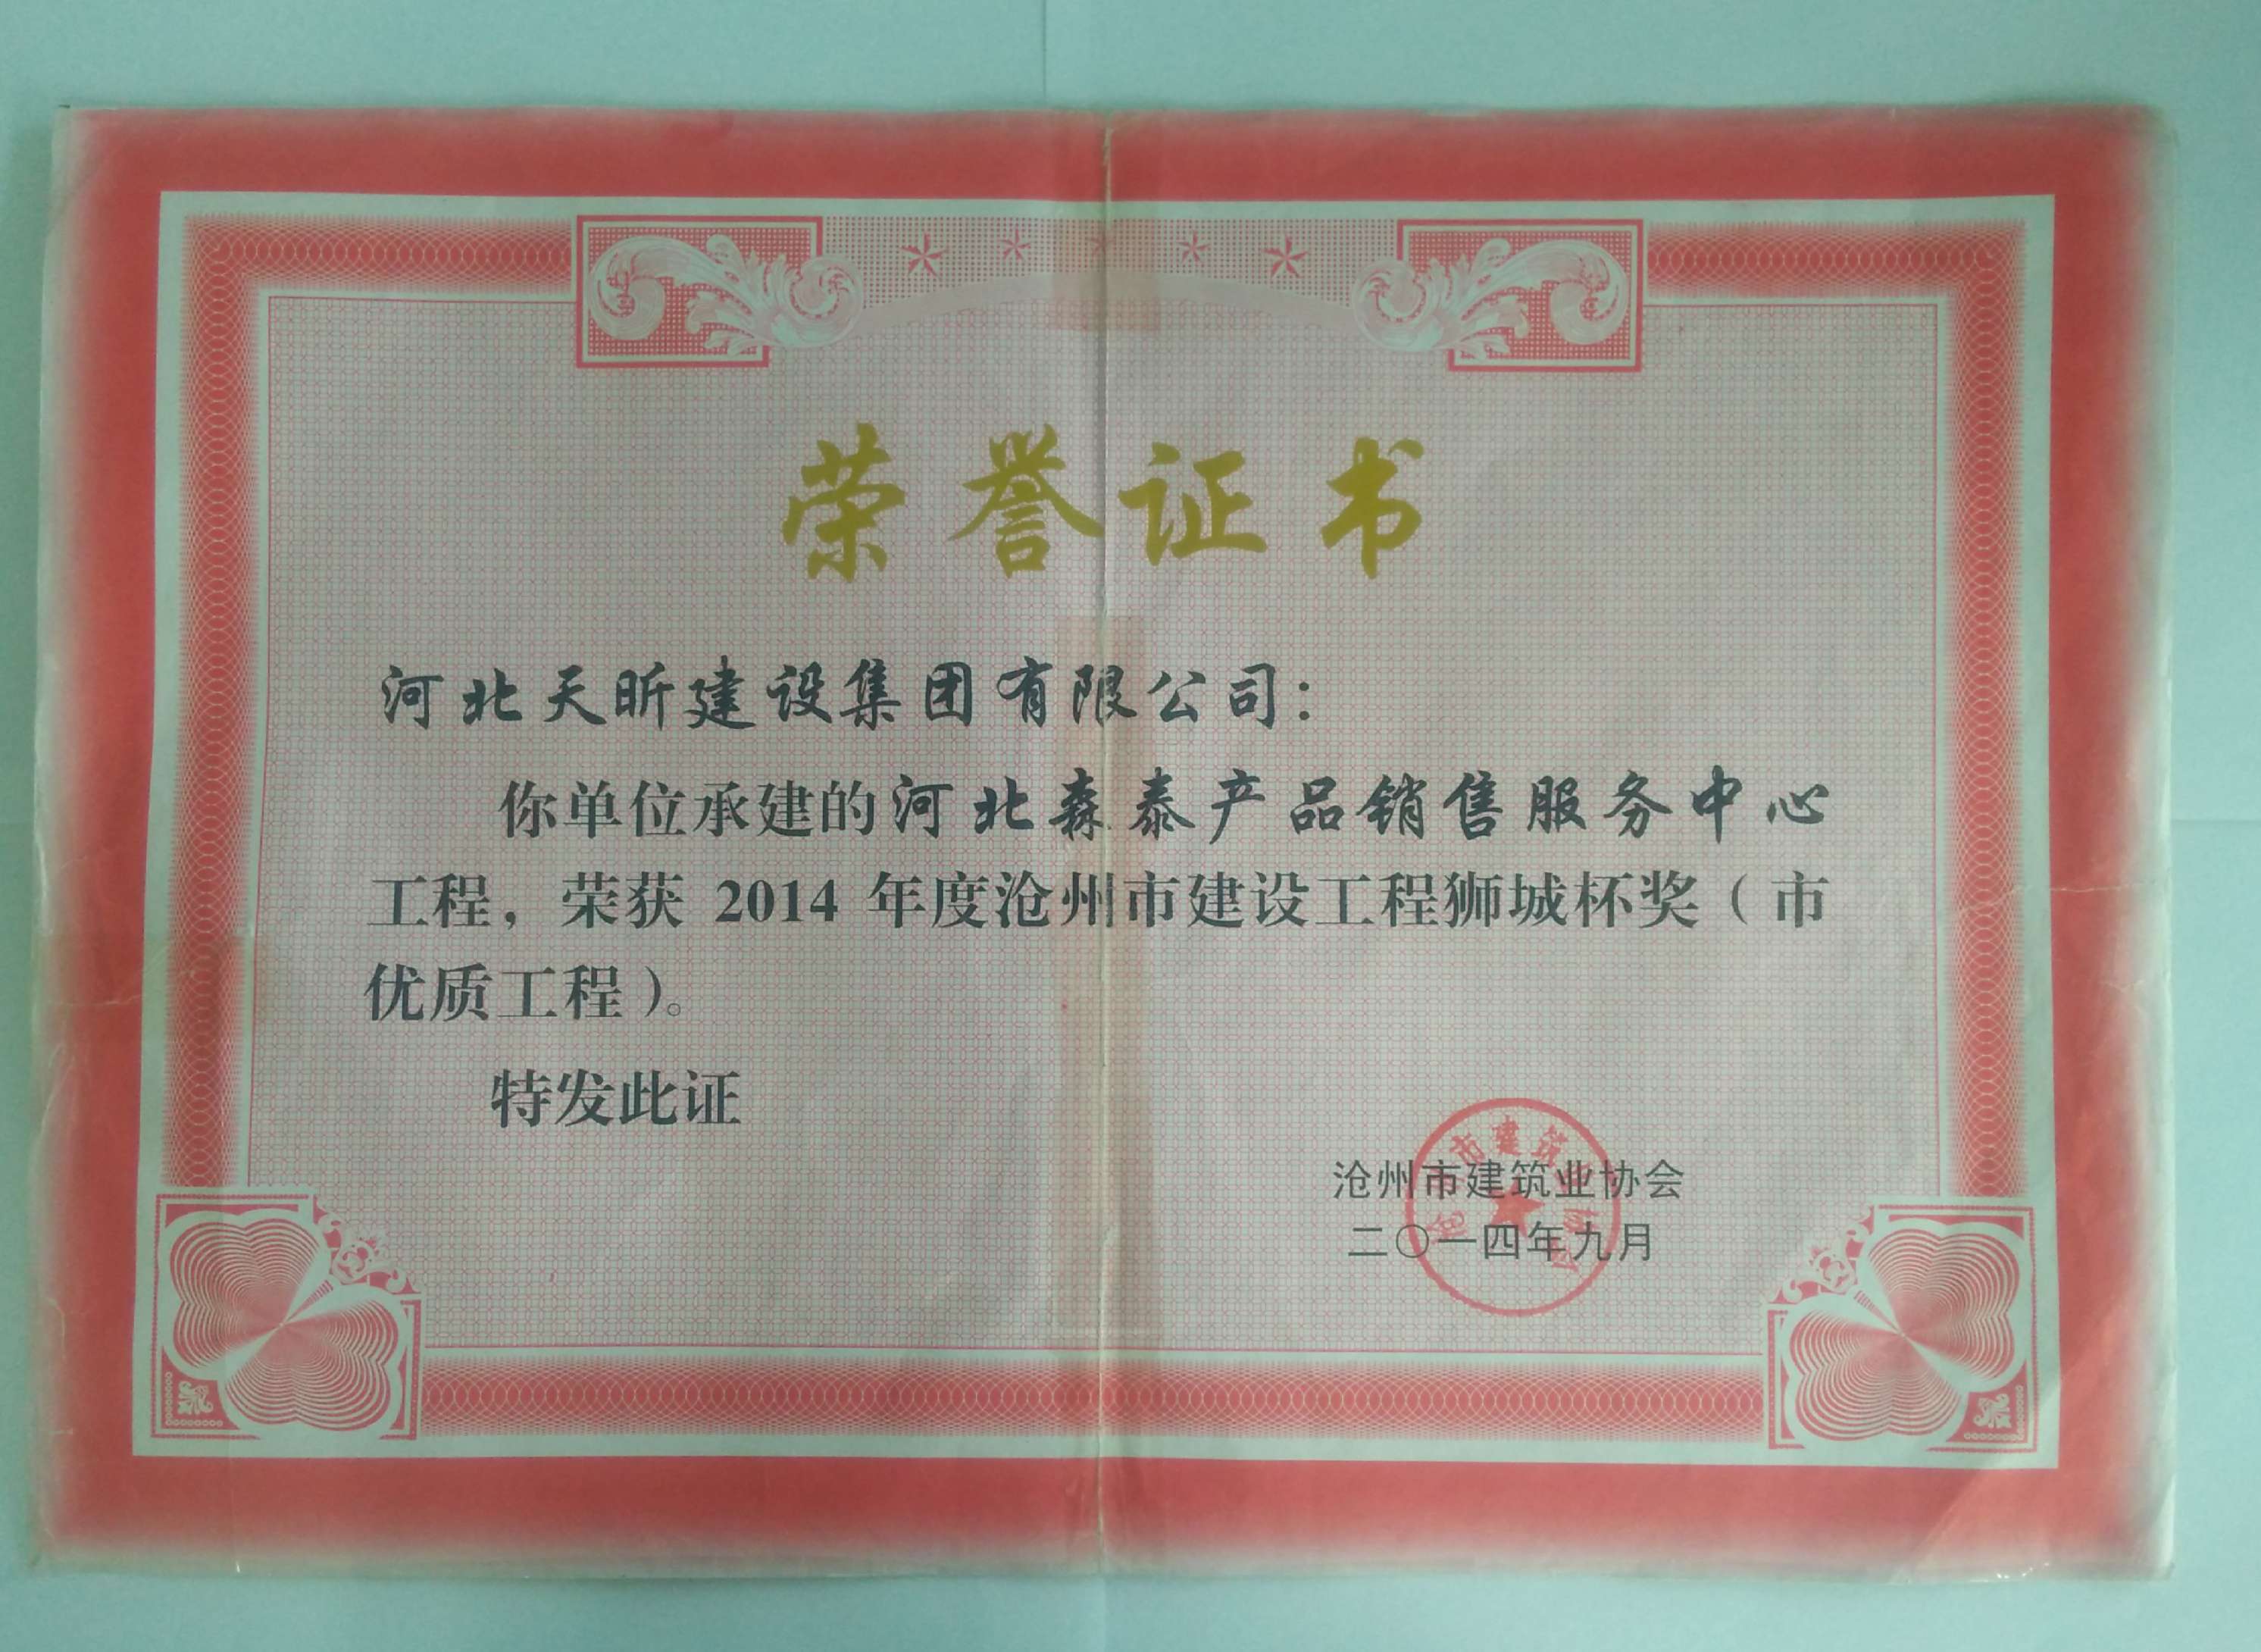 荣誉证书
河北天昕建设集团有限公司：
你单位承建的河北森泰产品销售服务中心
工程，荣获 2014 年度沧州市建设工程狮城杯奖（市
优质工程）。
特发此证
沧州市建筑业协会
二〇一四年九月